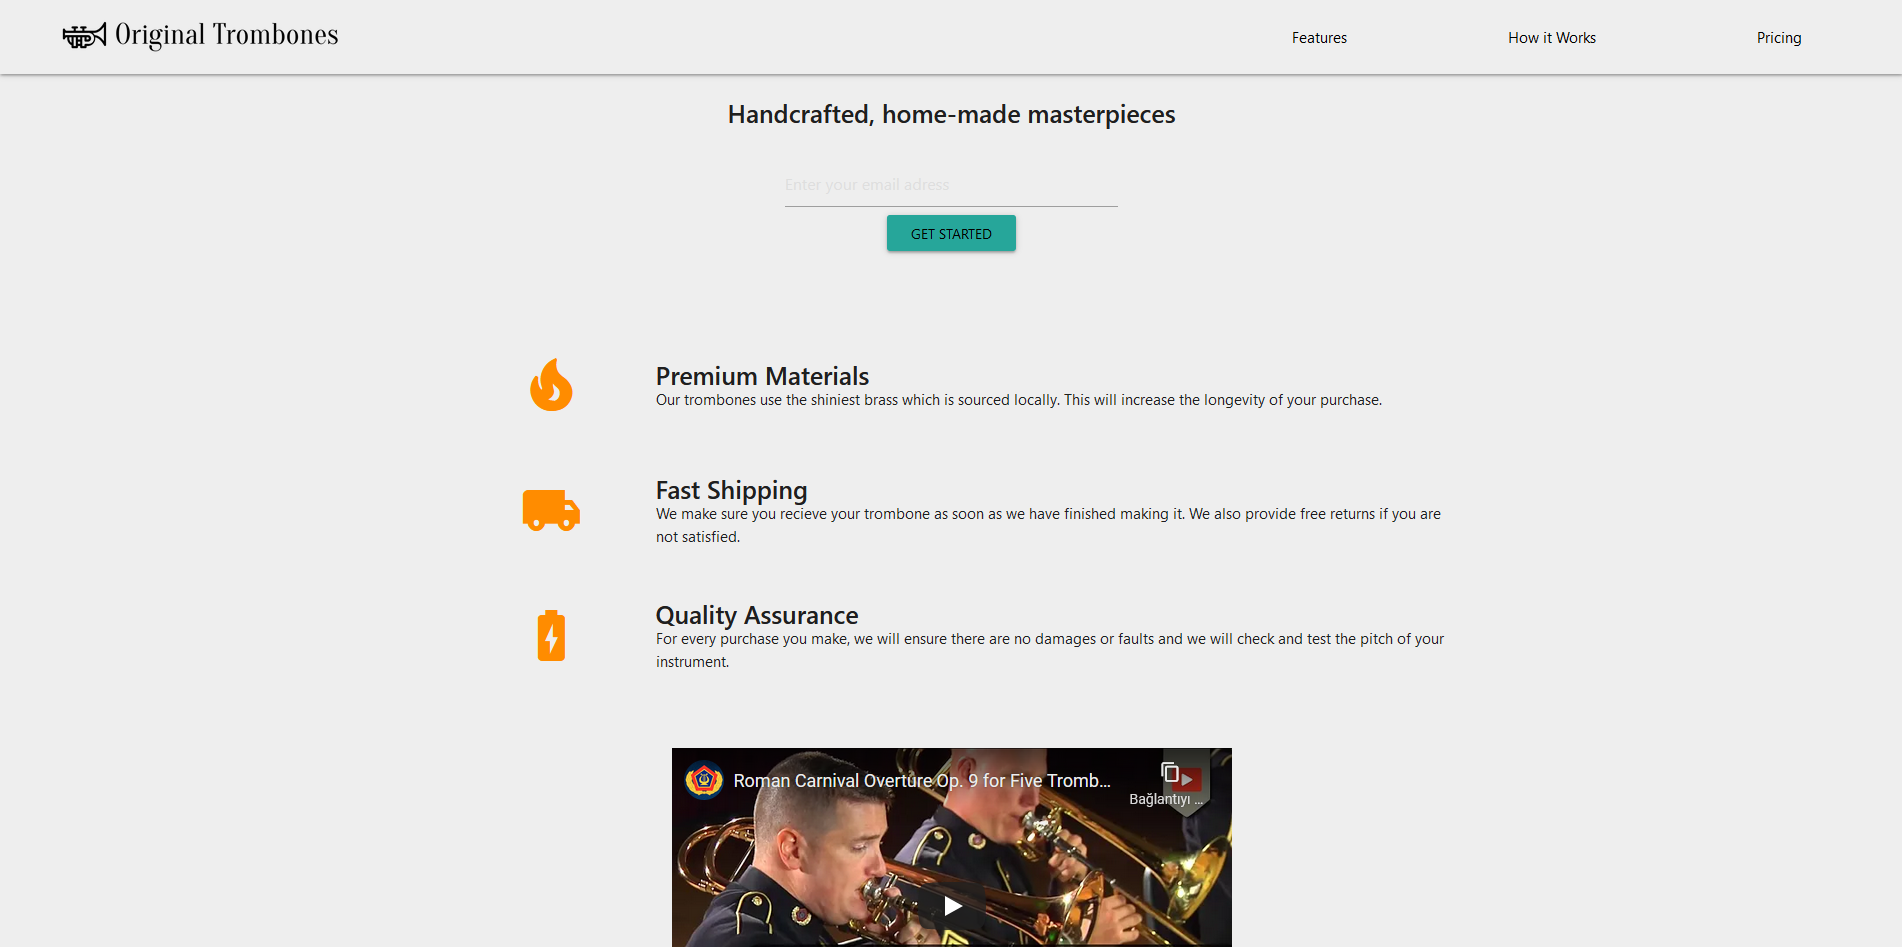 Original Trombones
Features
How it Works
Pricing
Handcrafted, home-made masterpieces
Enter your email adress
GET STARTED
Premium Materials
Our trombones use the shiniest brass which is sourced locally. This will increase the longevity of your purchase.
Fast Shipping
We make sure you recieve your trombone as soon as we have finished making it. We also provide free returns if you are
not satisfied.
Quality Assurance
For every purchase you make, we will ensure there are no damages or faults and we will check and test the pitch of your
instrument.
Roman Carnival Overture Op. 9 for Five Tromb...
Bağlantıyı ...